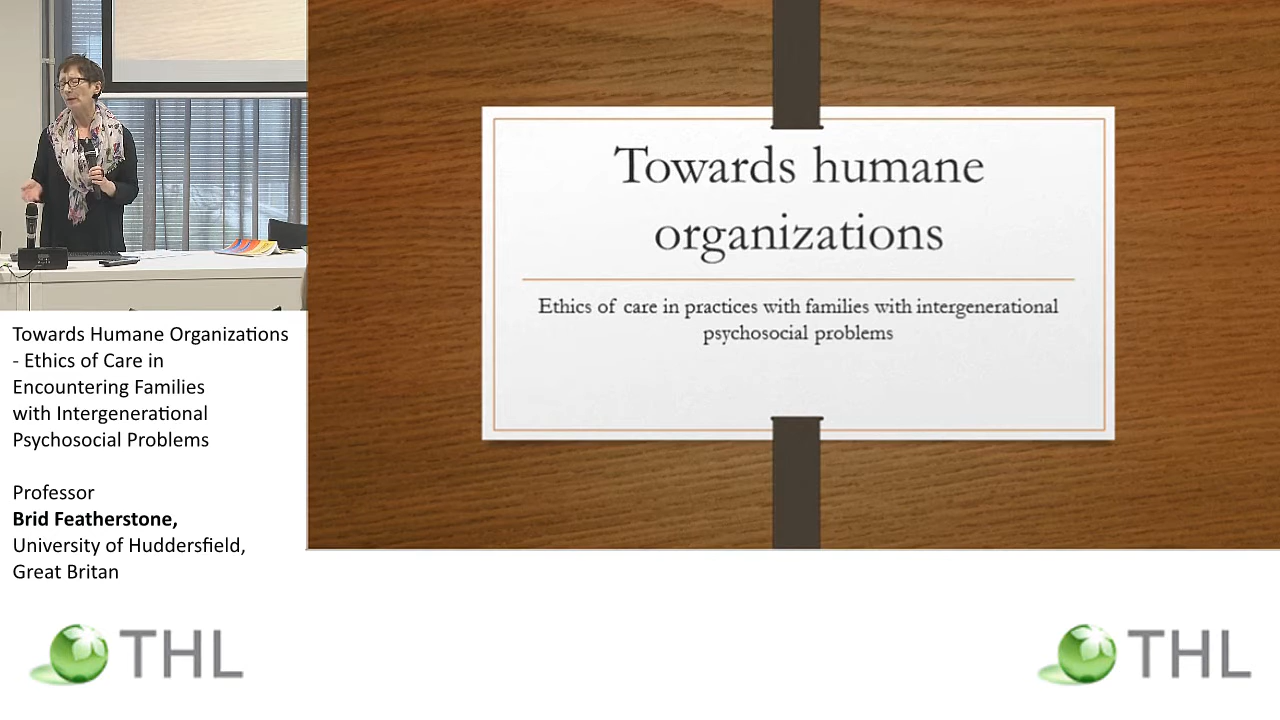 Towards humane
organizations
Ethics of care in practices with families with intergenerational
psychosocial problems
Towards Humane Organizations
- Ethics of Care in
Encountering Families
with Intergenerational
Psychosocial Problems
Professor
Brid Featherstone,
University of Huddersfield,
Great Britan
THL
THL